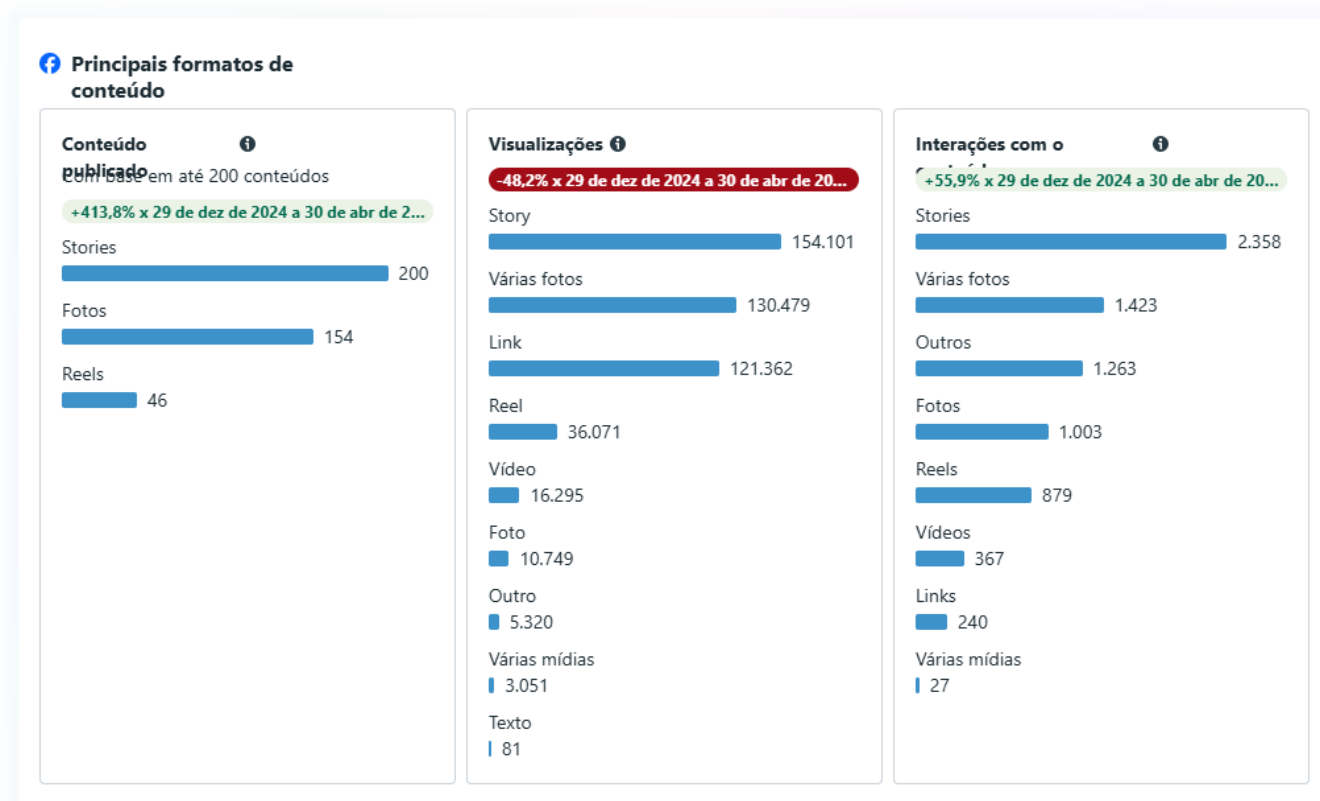 Principais formatos de
conteúdo
Conteúdo
publicado
Com base em até 200 conteúdos
+413,8% x 29 de dez de 2024 a 30 de abr de 2...
Stories
200
Fotos
154
Reels
46
Visualizações
-48,2% x 29 de dez de 2024 a 30 de abr de 20...
Story
154.101
Várias fotos
130.479
Link
121.362
Reel
36.071
Vídeo
16.295
Foto
10.749
Outro
5.320
Várias mídias
3.051
Texto
81
Interações com o
+55,9% x 29 de dez de 2024 a 30 de abr de 20...
Stories
2.358
Várias fotos
1.423
Outros
1.263
Fotos
1.003
Reels
879
Vídeos
367
Links
240
Várias mídias
27